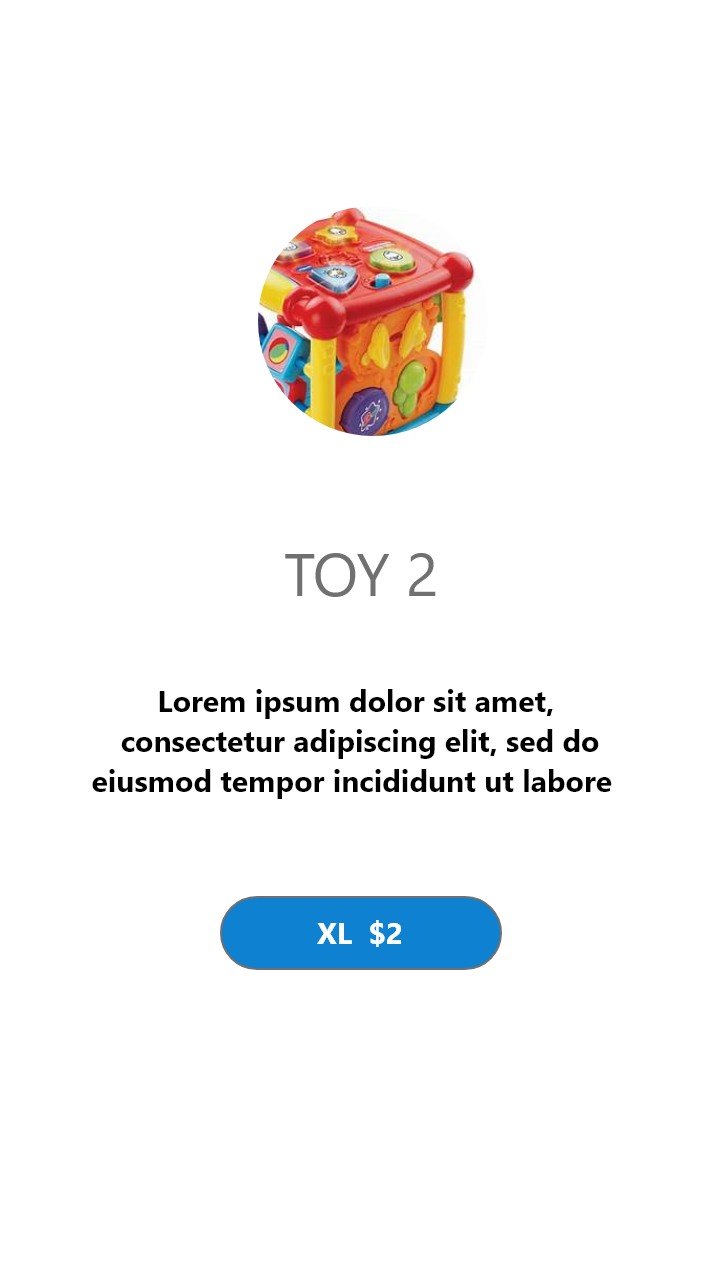 TOY 2
Lorem ipsum dolor sit amet,
consectetur adipiscing elit, sed do
eiusmod tempor incididunt ut labore
XL $2